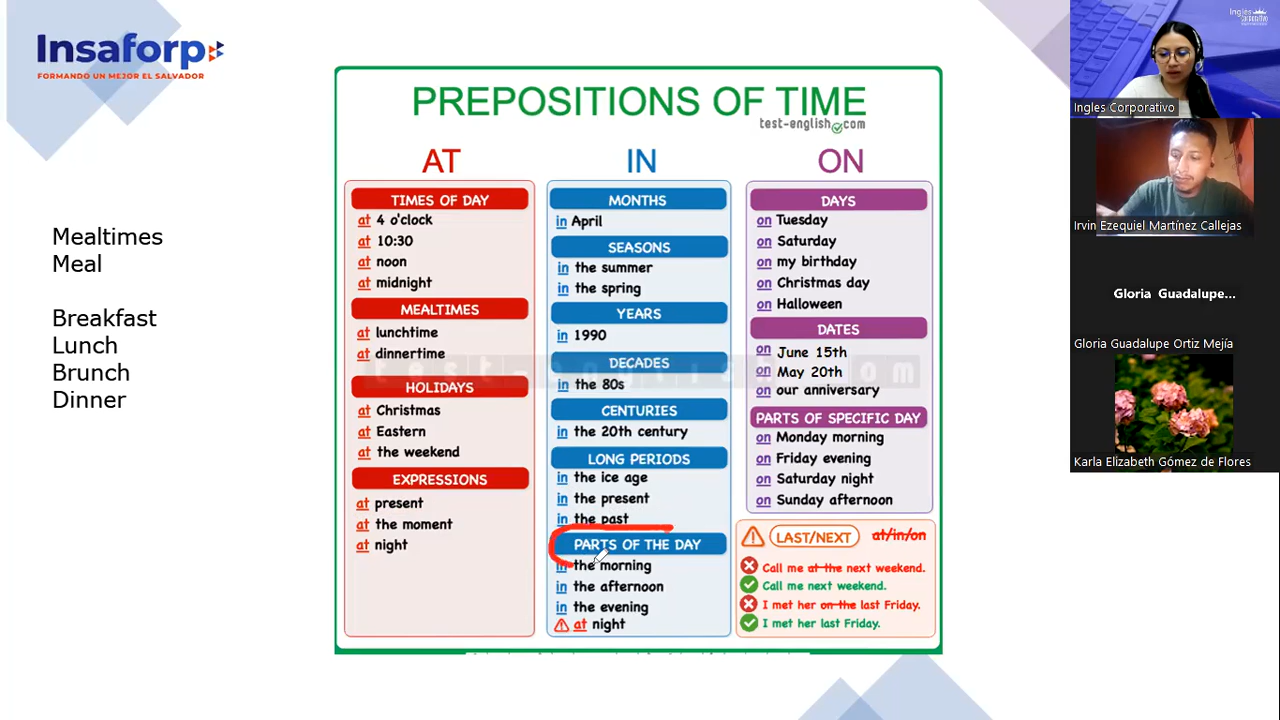 Insaforp
FORMANDO UN MEJOR EL SALVADOR
Mealtimes
Meal
Breakfast
Lunch
Brunch
Dinner
PREPOSITIONS OF TIME
test-english.com
AT
TIMES OF DAY
at 4 o'clock
at 10:30
at noon
at midnight
MEALTIMES
at lunchtime
at dinnertime
HOLIDAYS
at Christmas
at Eastern
at the weekend
EXPRESSIONS
at present
at the moment
at night
IN
MONTHS
in April
SEASONS
in the summer
in the spring
YEARS
in 1990
DECADES
in the 80s
CENTURIES
in the 20th century
LONG PERIODS
in the ice age
in the present
in the past
PARTS OF THE DAY
in the morning
in the afternoon
in the evening
at night
ON
DAYS
on Tuesday
on Saturday
on my birthday
on Christmas day
on Halloween
DATES
on June 15th
on May 20th
on our anniversary
PARTS OF SPECIFIC DAY
on Monday morning
on Friday evening
on Saturday night
on Sunday afternoon
LAST/NEXT at/in/on
Call me at the next weekend.
Call me next weekend.
I met her on the last Friday.
I met her last Friday.
test-english.com
Ingles
Ingles Corporativo
Irvin Ezequiel Martínez Callejas
Gloria Guadalupe...
Gloria Guadalupe Ortiz Mejía
Karla Elizabeth Gómez de Flores